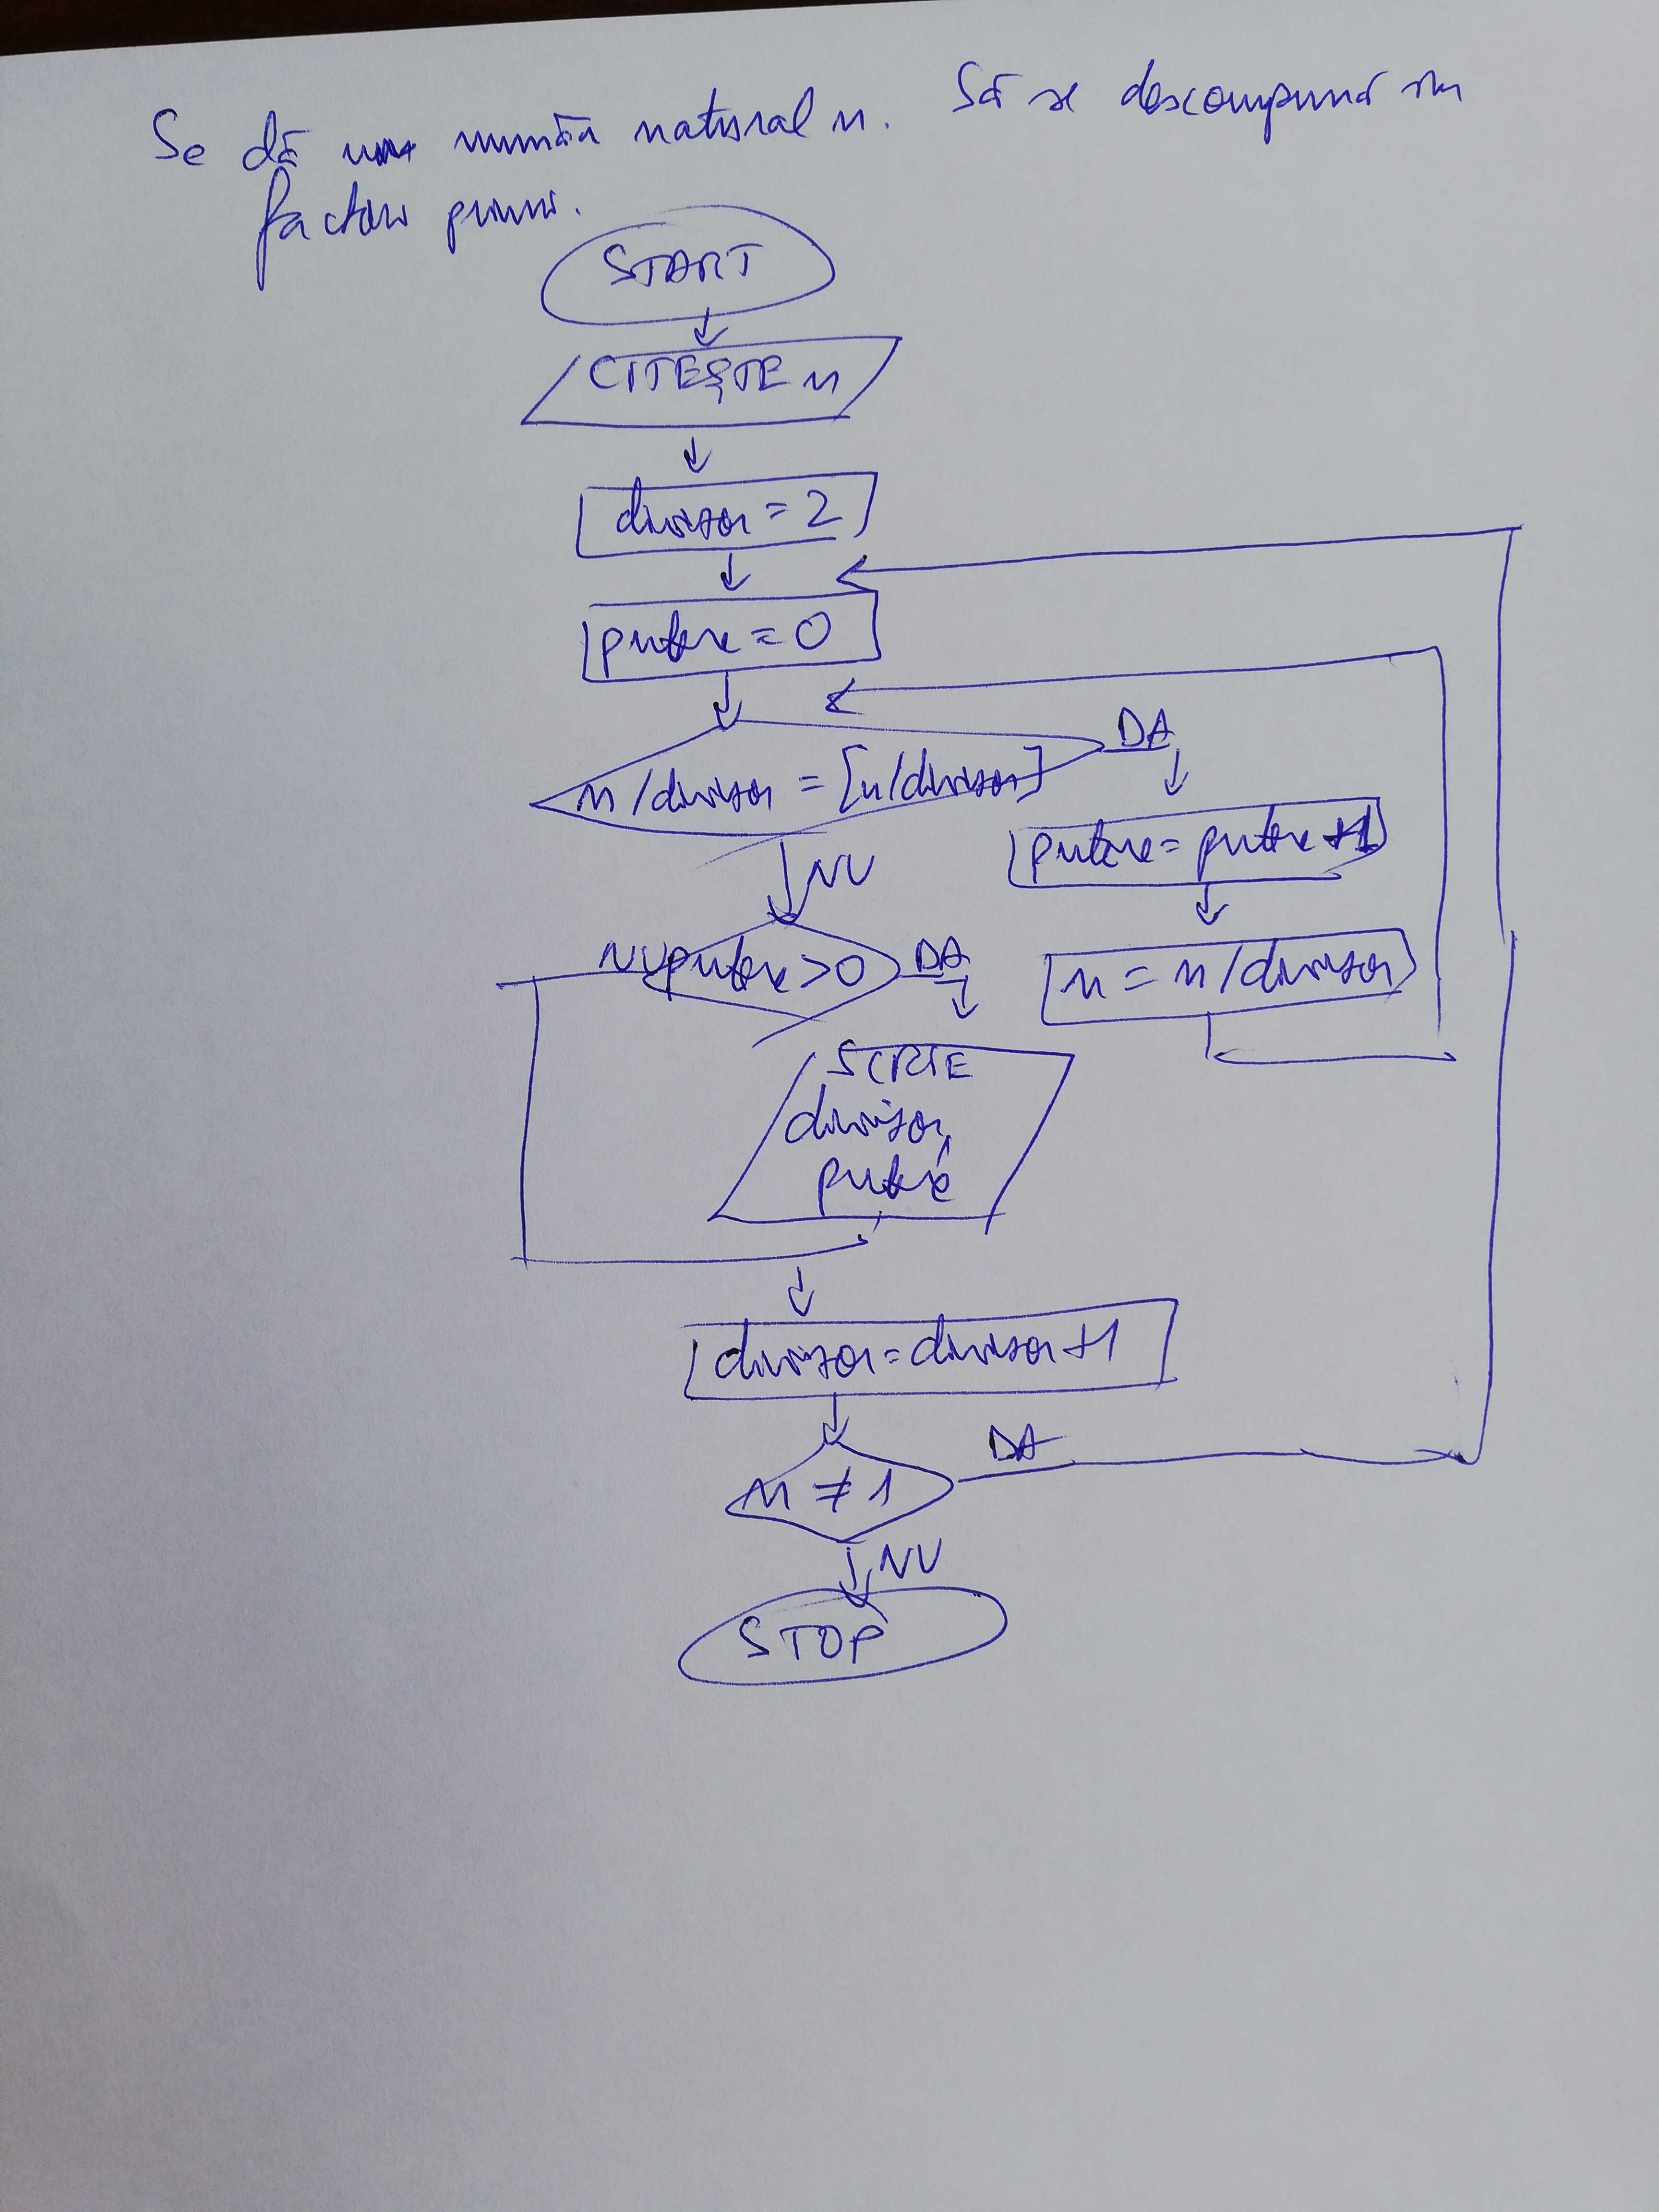 Se dă un număr natural n. Să se descompună în
factori primi.
START
CITEȘTE n
divizor = 2
putere = 0
n/divizor = [n/divizor]
DA
putere = putere + 1
n = n/divizor
NU
putere > 0
NU
DA
SCRIE
divizor,
putere
divizor = divizor + 1
n ≠ 1
DA
NU
STOP